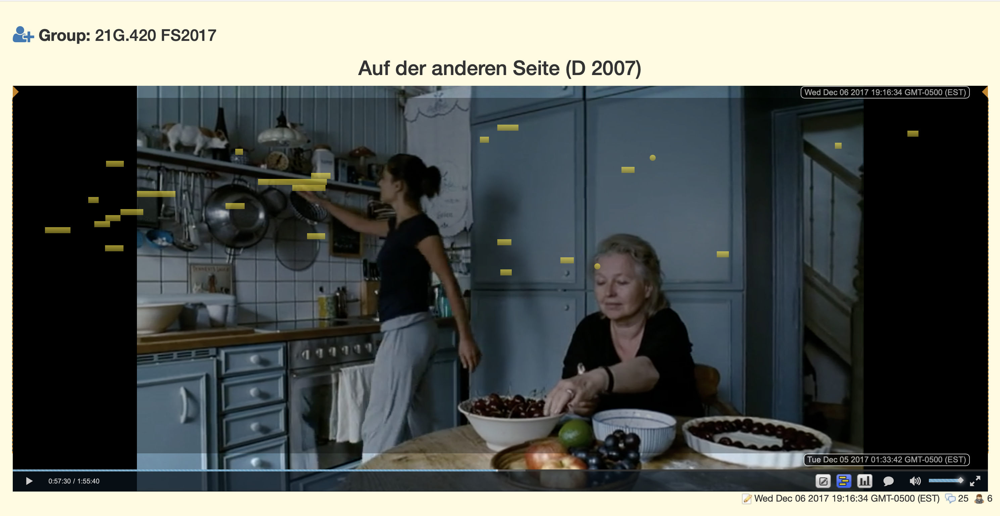 Group: 21G.420 FS2017
Auf der anderen Seite (D 2007)
Wed Dec 06 2017 19:16:34 GMT-0500 (EST)
Tue Dec 05 2017 01:33:42 GMT-0500 (EST)
0:57:30 / 1:55:40
Wed Dec 06 2017 19:16:34 GMT-0500 (EST) 25 6